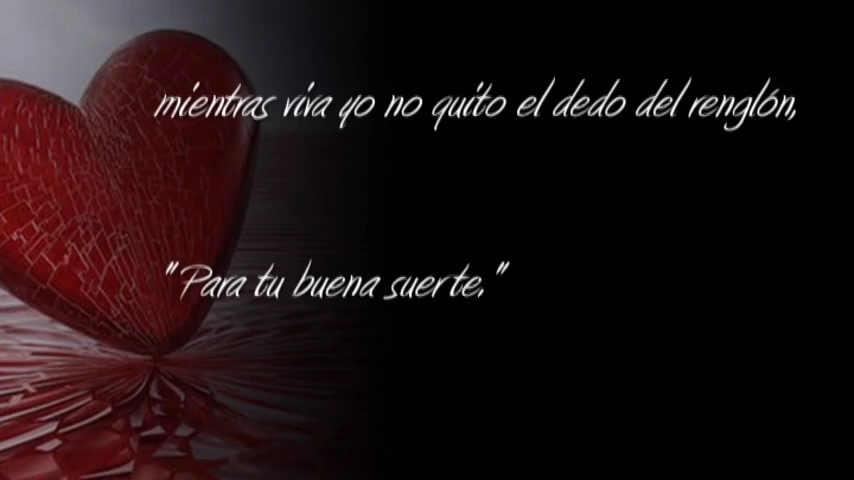 mientras viva yo no quito el dedo del renglón,
"Para tu buena suerte."